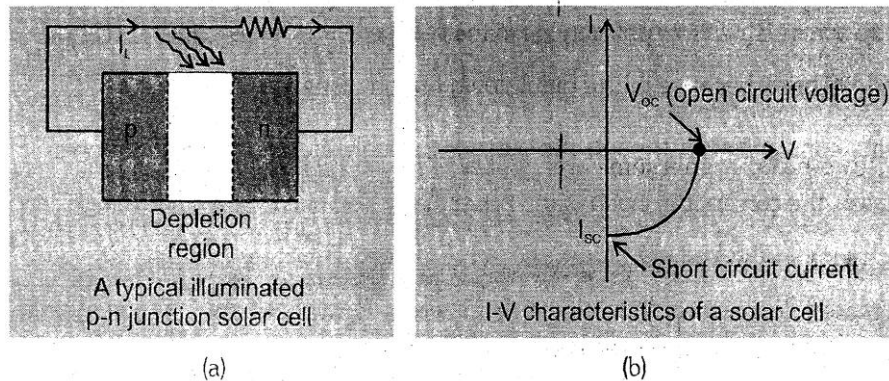 I_L
p
n
Depletion
region
A typical illuminated
p-n junction solar cell
(a)
I
V_oc (open circuit voltage)
V
I_sc
Short circuit current
I-V characteristics of a solar cell
(b)